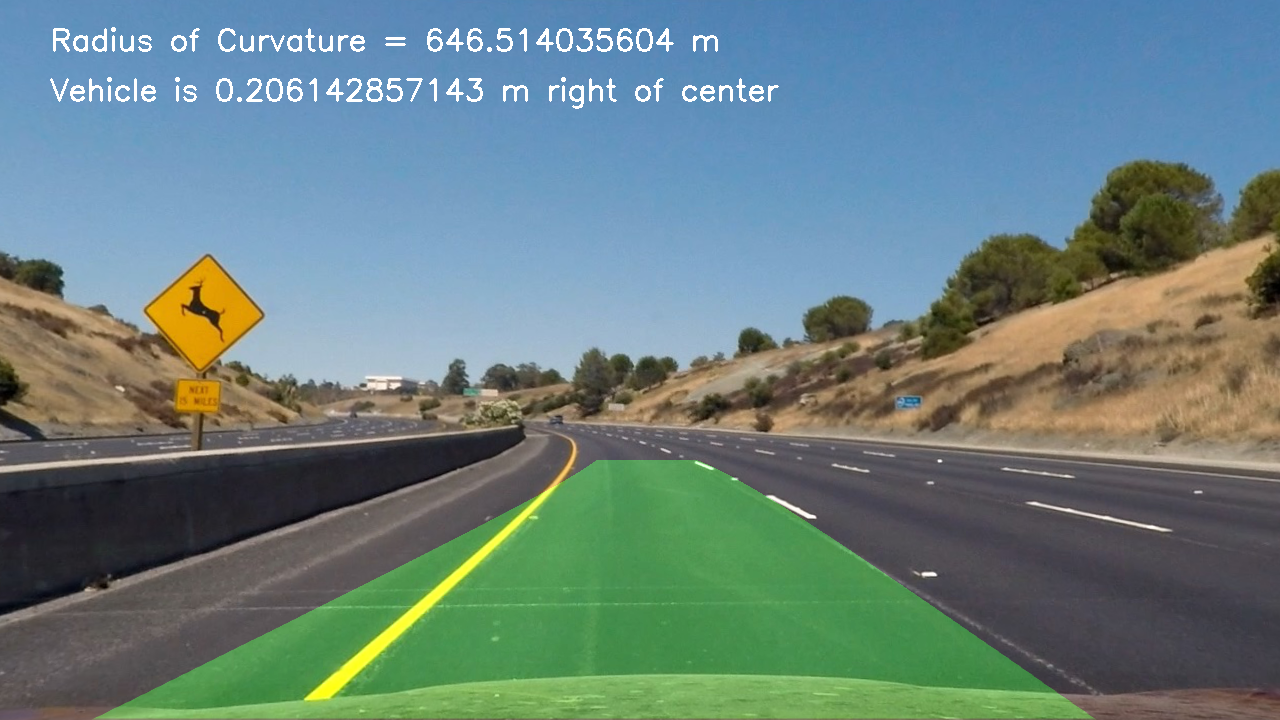 Radius of Curvature = 646.514035604 m
Vehicle is 0.206142857143 m right of center
NEXT
15 MILES